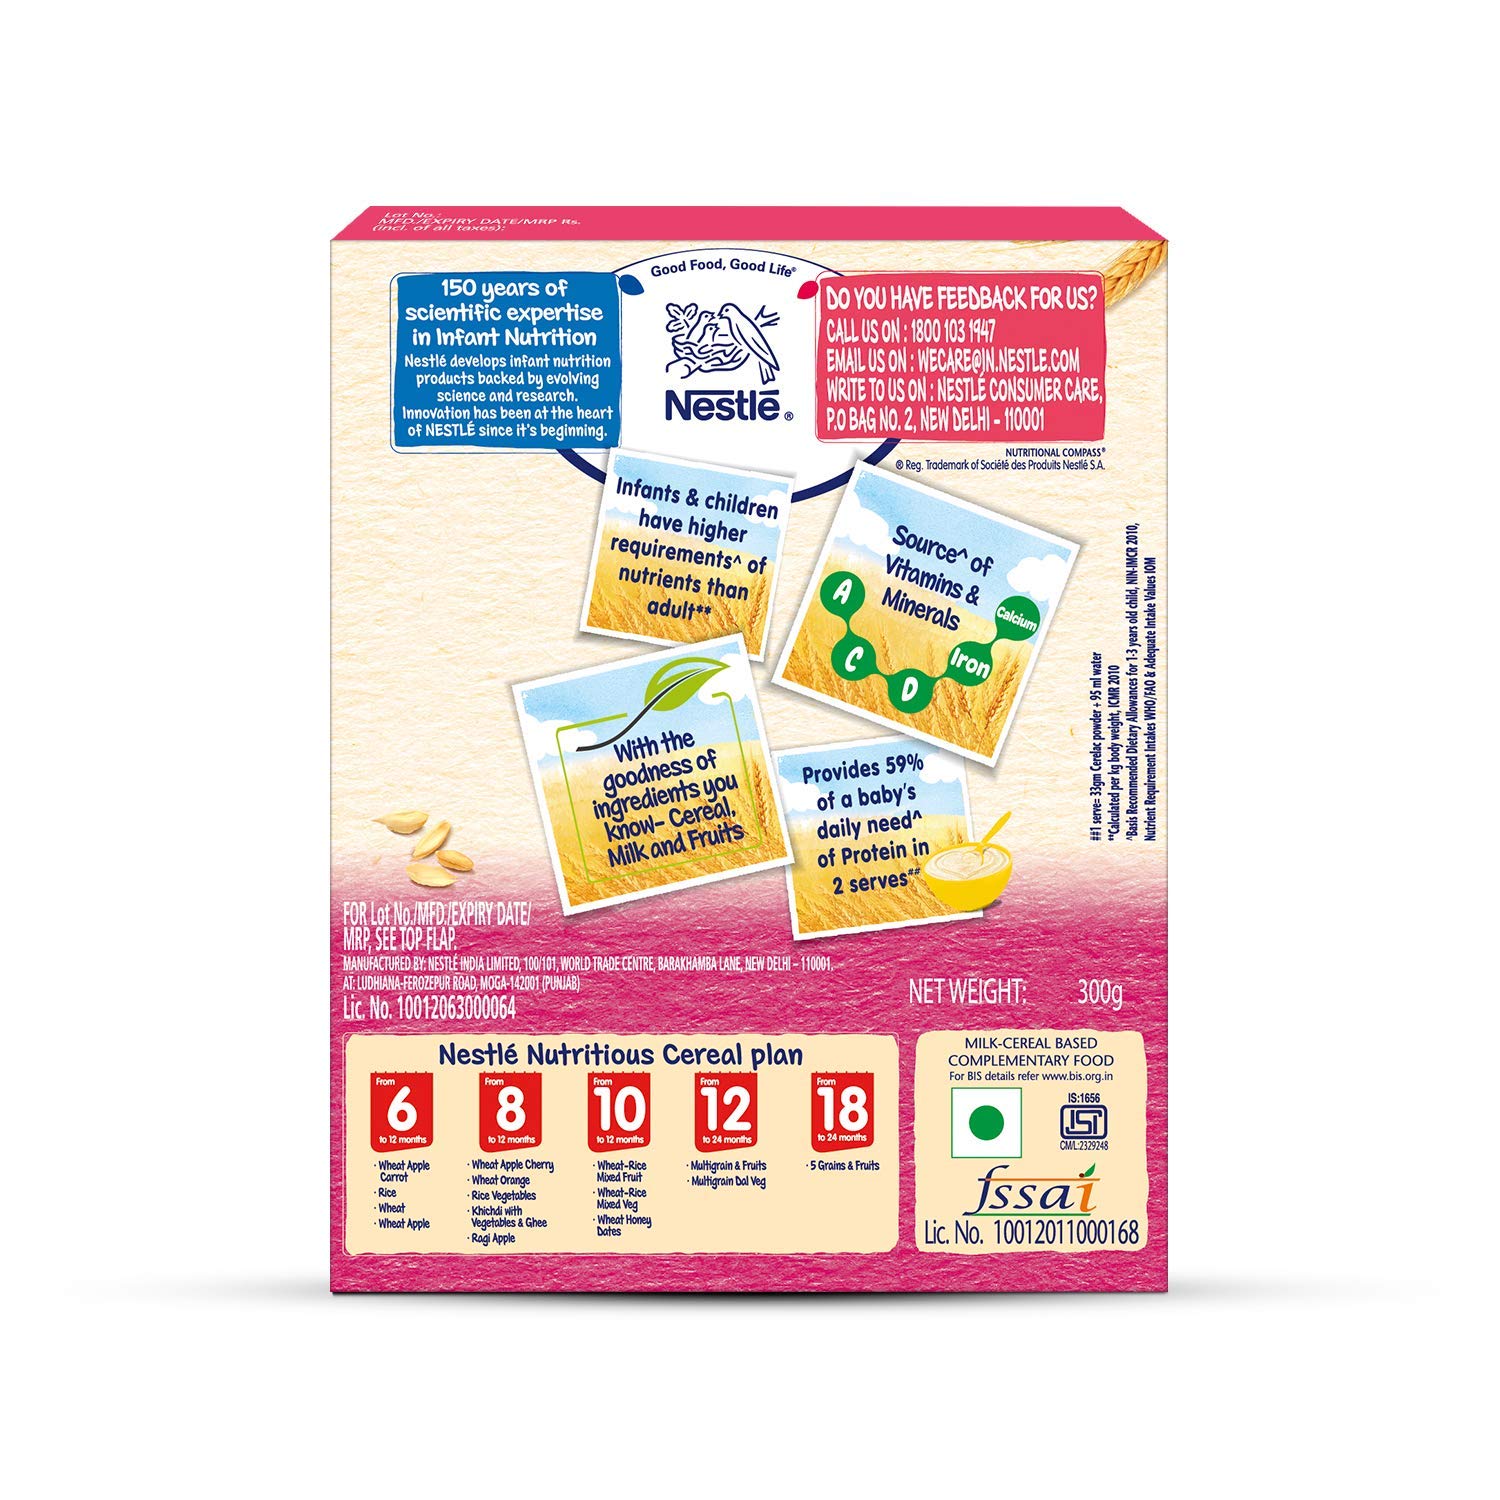 Lot No.:
MFD./EXPIRY DATE/MRP Rs.
(incl. of all taxes):
150 years of
scientific expertise
in Infant Nutrition
Nestlé develops infant nutrition
products backed by evolving
science and research.
Innovation has been at the heart
of NESTLÉ since it's beginning.
Good Food, Good Life®
Nestlé®
DO YOU HAVE FEEDBACK FOR US?
CALL US ON : 1800 103 1947
EMAIL US ON : WECARE@IN.NESTLE.COM
WRITE TO US ON : NESTLÉ CONSUMER CARE,
P.O BAG NO. 2, NEW DELHI - 110001
NUTRITIONAL COMPASS®
® Reg. Trademark of Société des Produits Nestlé S.A.
Infants & children
have higher
requirements^ of
nutrients than
adult**
Source^ of
Vitamins &
Minerals
A
C
D
Iron
Calcium
With the
goodness of
ingredients you
know- Cereal,
Milk and Fruits
Provides 59%
of a baby's
daily need^
of Protein in
2 serves##
##1 serve= 33gm Cerelac powder + 95 ml water
**Calculated per kg body weight, ICMR 2010
^Basis Recommended Dietary Allowances for 1-3 years old child, NIN-IMCR 2010,
Nutrient Requirement Intakes WHO/FAO & Adequate Intake Values IOM
FOR Lot No./MFD./EXPIRY DATE/
MRP, SEE TOP FLAP.
MANUFACTURED BY: NESTLÉ INDIA LIMITED, 100/101, WORLD TRADE CENTRE, BARAKHAMBA LANE, NEW DELHI – 110001.
AT: LUDHIANA-FEROZEPUR ROAD, MOGA-142001 (PUNJAB)
Lic. No. 10012063000064
NET WEIGHT: 300g
Nestlé Nutritious Cereal plan
From
6
to 12 months
· Wheat Apple
Carrot
· Rice
· Wheat
· Wheat Apple
From
8
to 12 months
· Wheat Apple Cherry
· Wheat Orange
· Rice Vegetables
· Khichdi with
Vegetables & Ghee
· Ragi Apple
From
10
to 12 months
· Wheat-Rice
Mixed Fruit
· Wheat-Rice
Mixed Veg
· Wheat Honey
Dates
From
12
to 24 months
· Multigrain & Fruits
· Multigrain Dal Veg
From
18
to 24 months
· 5 Grains & Fruits
MILK-CEREAL BASED
COMPLEMENTARY FOOD
For BIS details refer www.bis.org.in
IS:1656
ISI
CM/L:2329248
fssai
Lic. No. 10012011000168